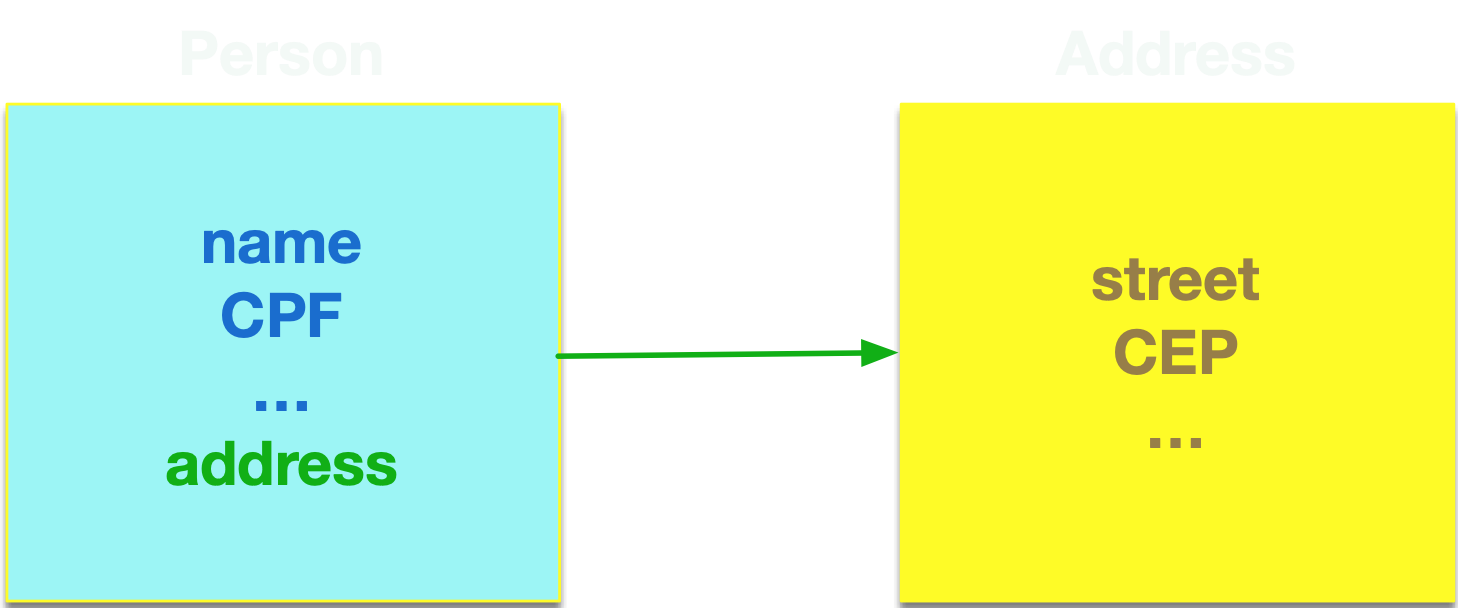 Person
Address
name
CPF
...
address
street
CEP
...